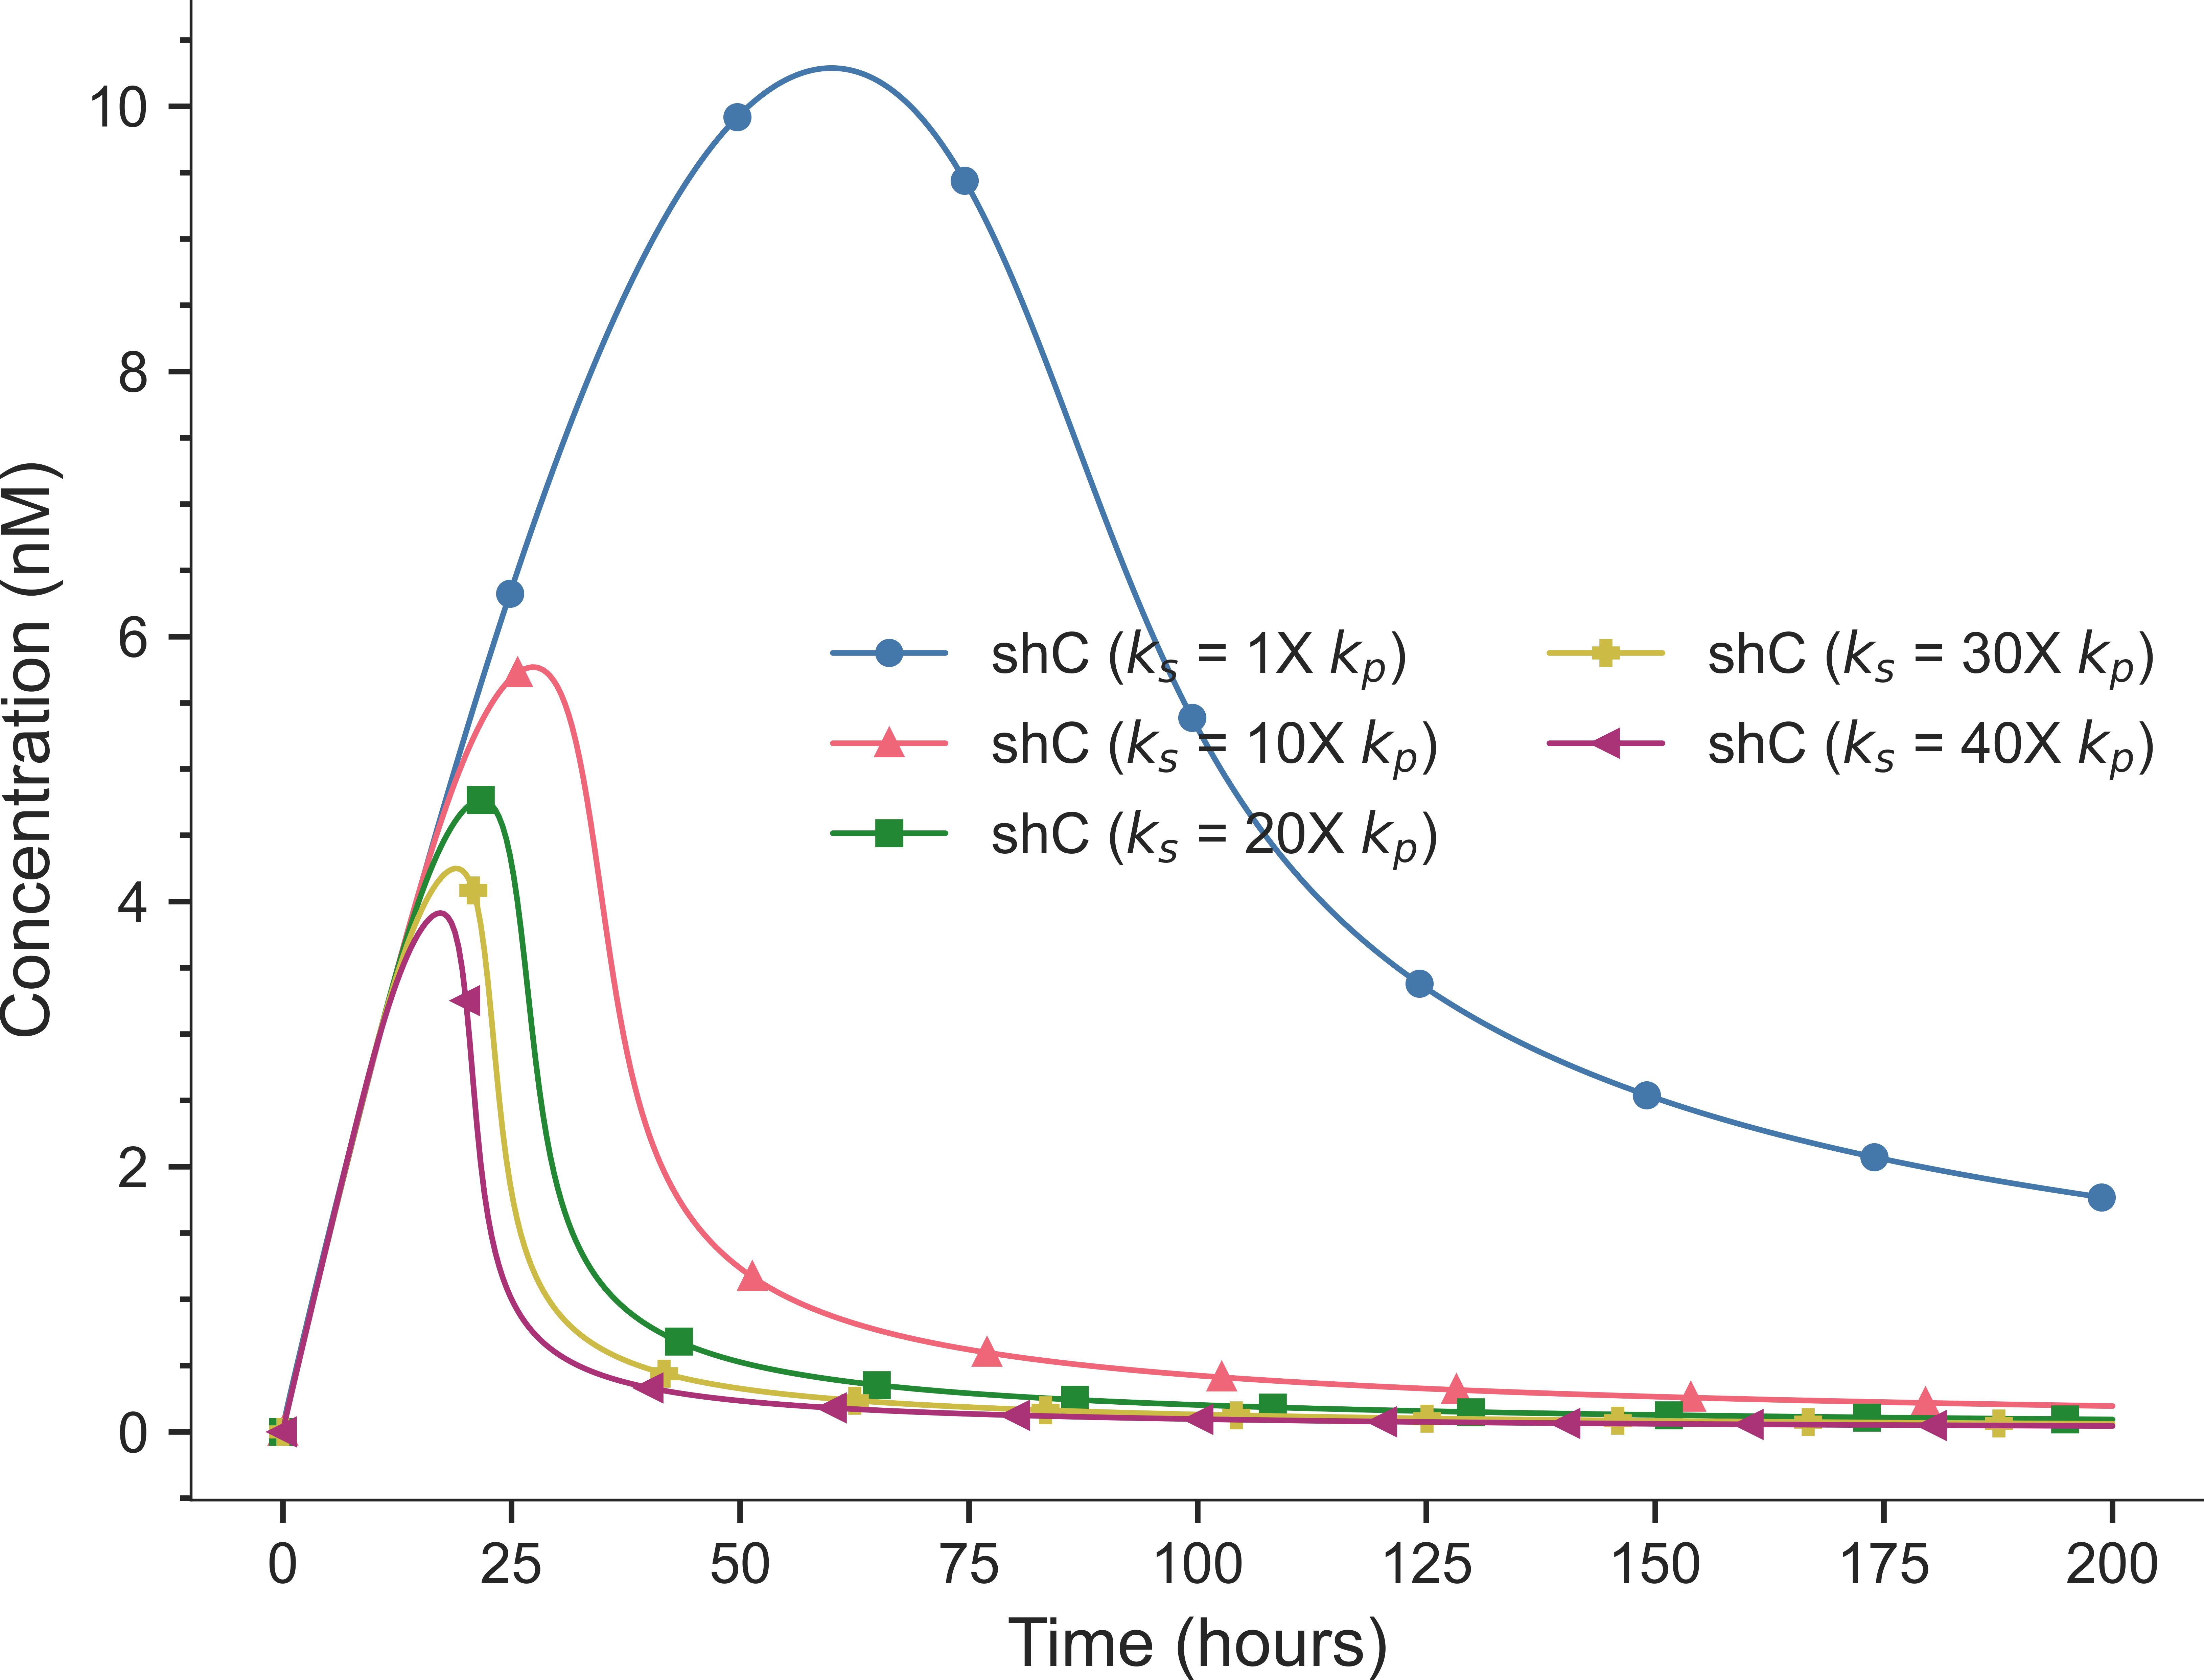 Concentration (nM)
10
8
6
4
2
0
shC (kₛ = 1X kₚ)
shC (kₛ = 10X kₚ)
shC (kₛ = 20X kₚ)
shC (kₛ = 30X kₚ)
shC (kₛ = 40X kₚ)
0 25 50 75 100 125 150 175 200
Time (hours)